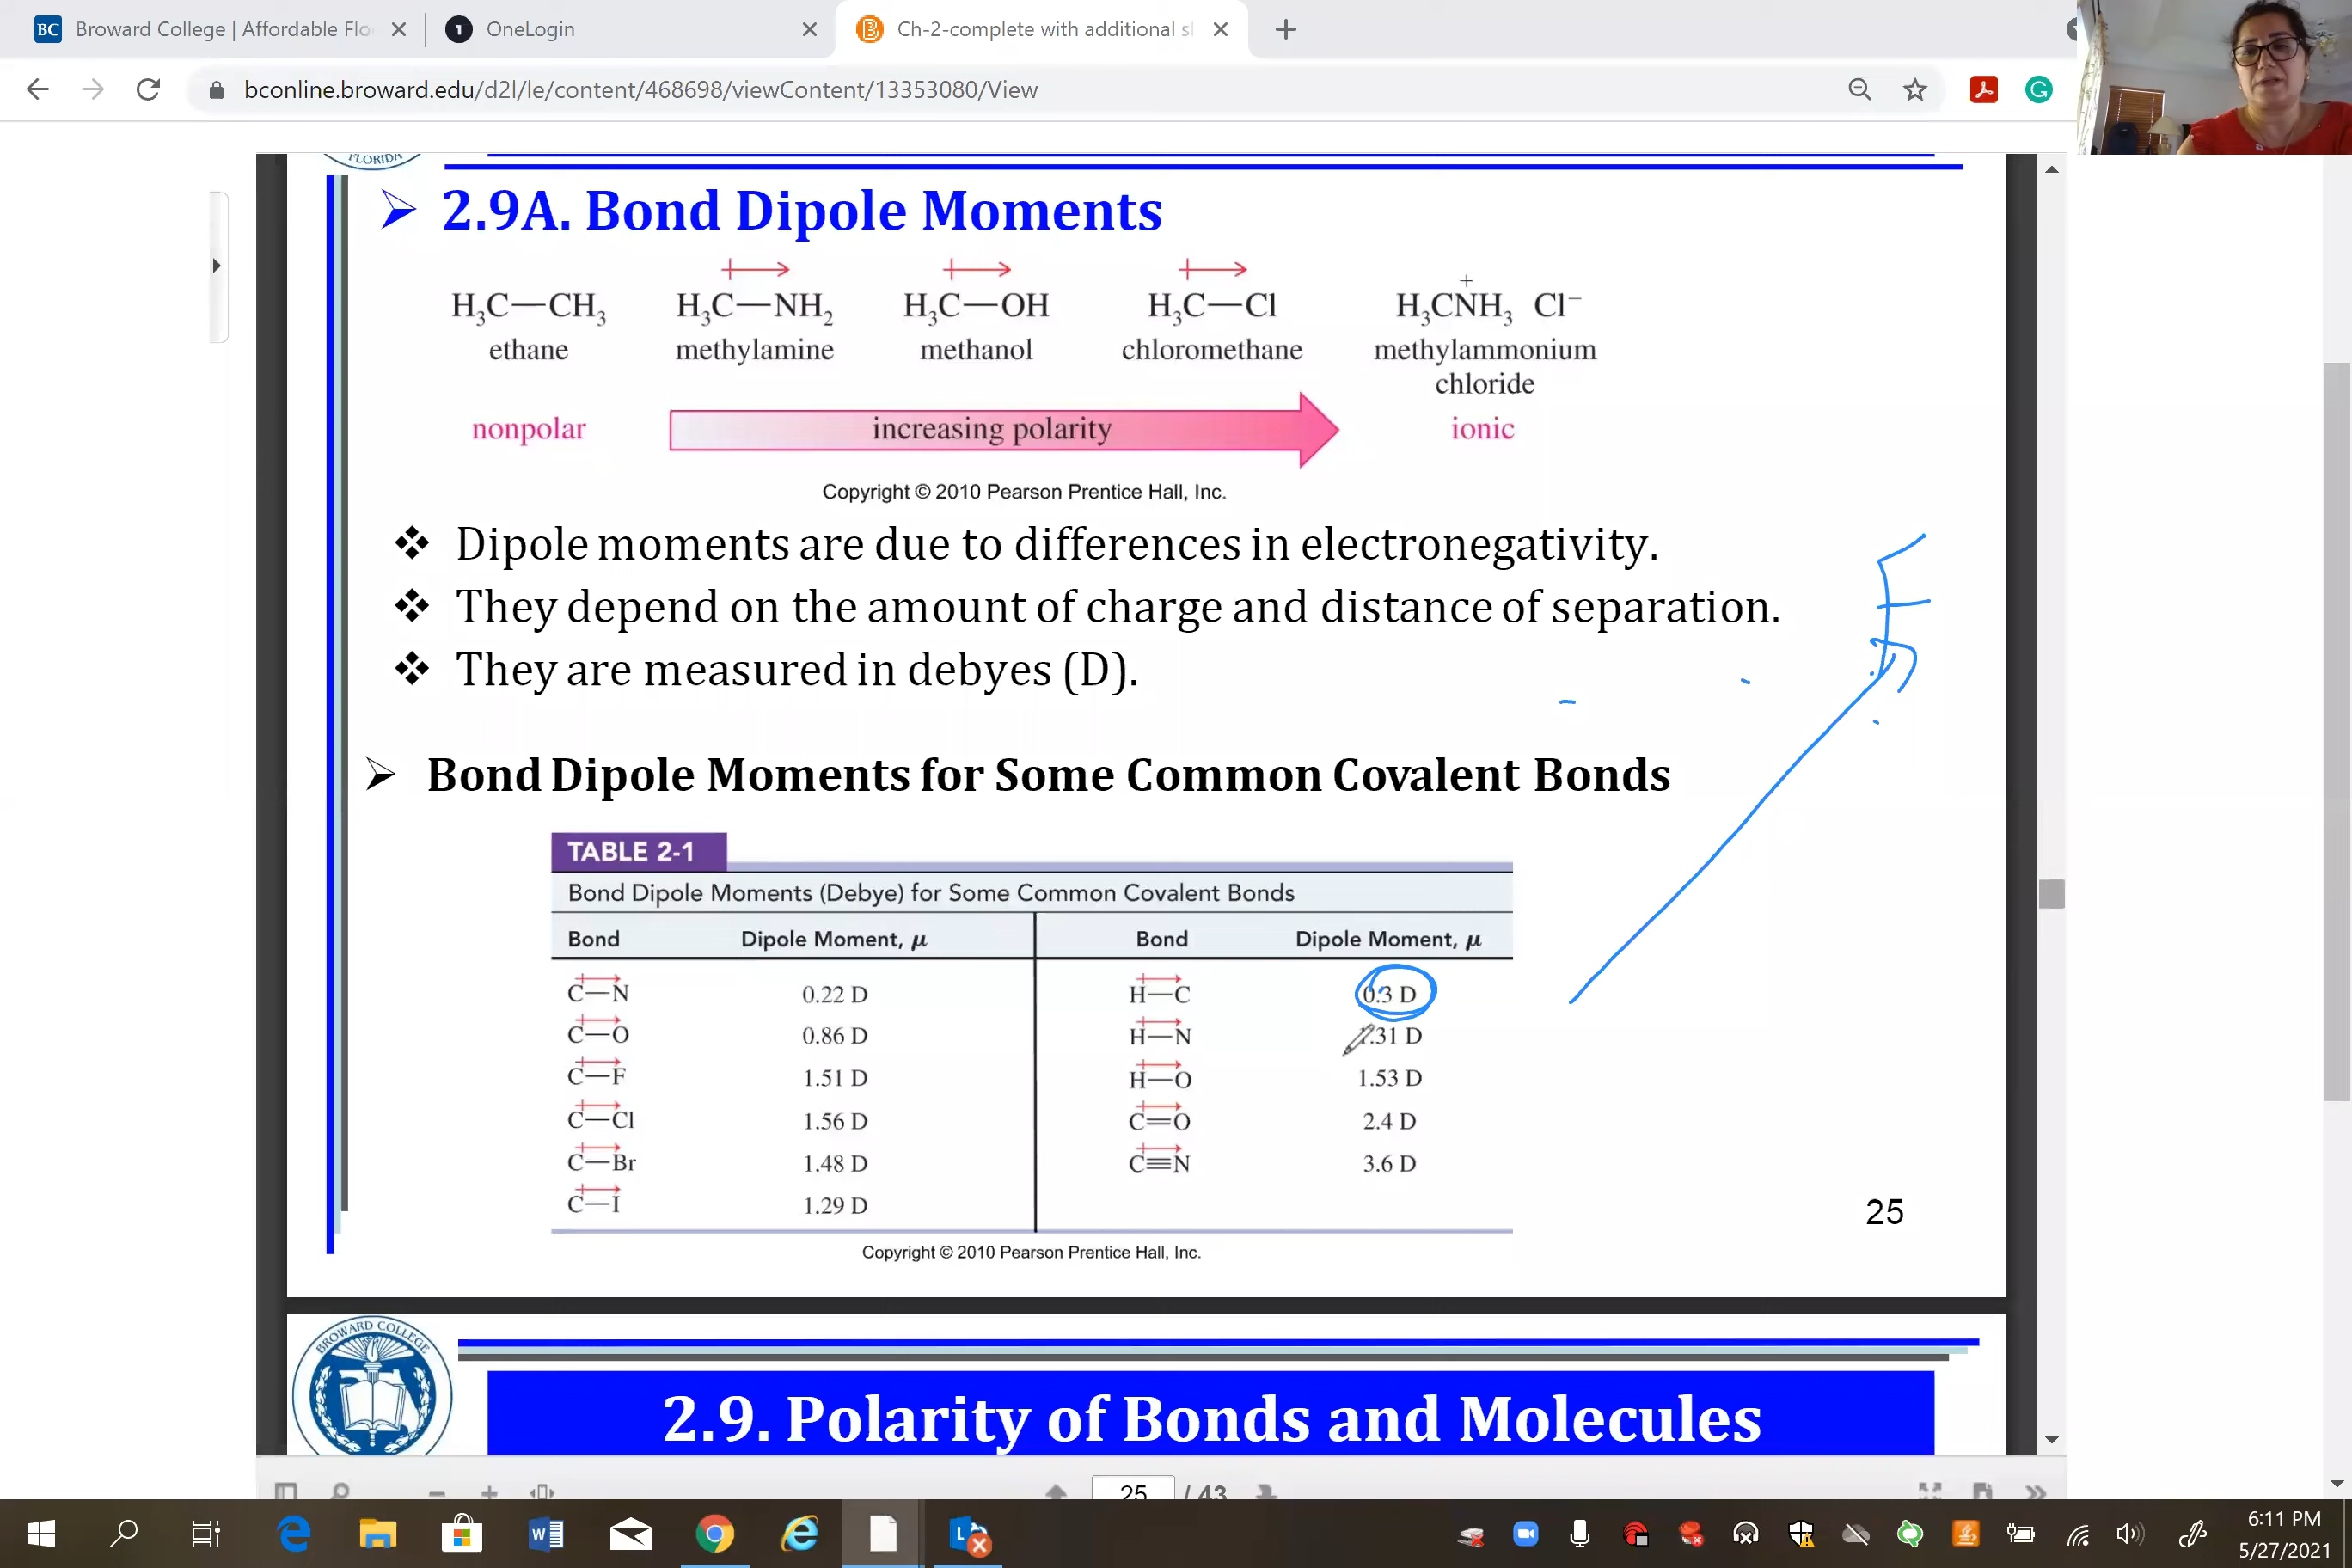 Broward College | Affordable Flo
OneLogin
Ch-2-complete with additional sl
bconline.broward.edu/d2l/le/content/468698/viewContent/13353080/View
FLORIDA
➢ 2.9A. Bond Dipole Moments
H₃C—CH₃ H₃C—NH₂ H₃C—OH H₃C—Cl H₃CN⁺H₃ Cl⁻
ethane methylamine methanol chloromethane methylammonium
chloride
nonpolar increasing polarity ionic
Copyright © 2010 Pearson Prentice Hall, Inc.
❖ Dipole moments are due to differences in electronegativity.
❖ They depend on the amount of charge and distance of separation.
❖ They are measured in debyes (D).
➢ Bond Dipole Moments for Some Common Covalent Bonds
TABLE 2-1
Bond Dipole Moments (Debye) for Some Common Covalent Bonds
Bond Dipole Moment, μ Bond Dipole Moment, μ
C—N 0.22 D H—C 0.3 D
C—O 0.86 D H—N 1.31 D
C—F 1.51 D H—O 1.53 D
C—Cl 1.56 D C=O 2.4 D
C—Br 1.48 D C≡N 3.6 D
C—I 1.29 D
25
Copyright © 2010 Pearson Prentice Hall, Inc.
BROWARD COLLEGE
2.9. Polarity of Bonds and Molecules
25 / 43
6:11 PM
5/27/2021